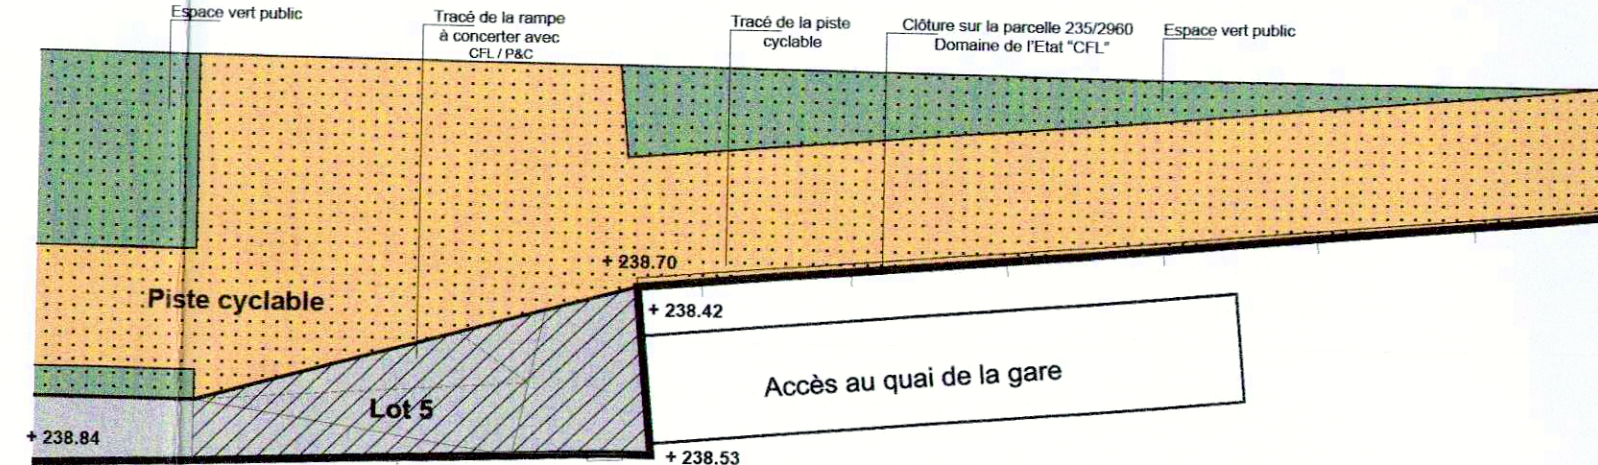 Espace vert public
Tracé de la rampe
à concerter avec
CFL / P&C
Tracé de la piste
cyclable
Clôture sur la parcelle 235/2960
Domaine de l'Etat "CFL"
Espace vert public
+ 238.70
Piste cyclable
+ 238.42
Accès au quai de la gare
Lot 5
+ 238.84
+ 238.53